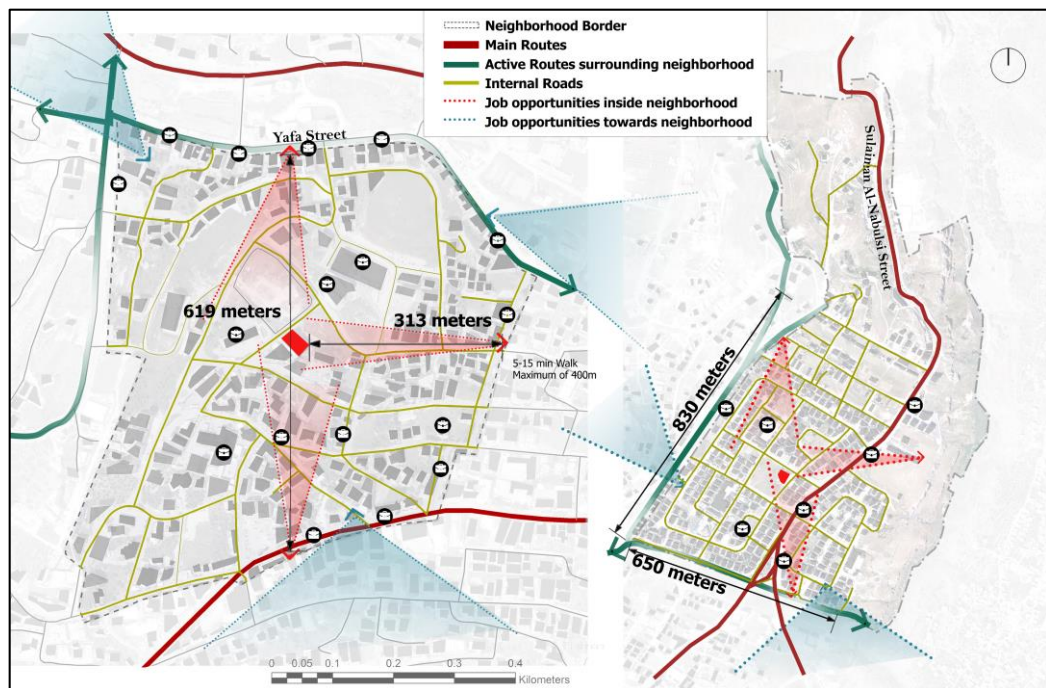 Neighborhood Border
Main Routes
Active Routes surrounding neighborhood
Internal Roads
Job opportunities inside neighborhood
Job opportunities towards neighborhood
Yafa Street
619 meters
313 meters
5-15 min Walk
Maximum of 400m
Sulaiman Al-Nabulsi Street
830 meters
650 meters
0 0.05 0.1 0.2 0.3 0.4
Kilometers